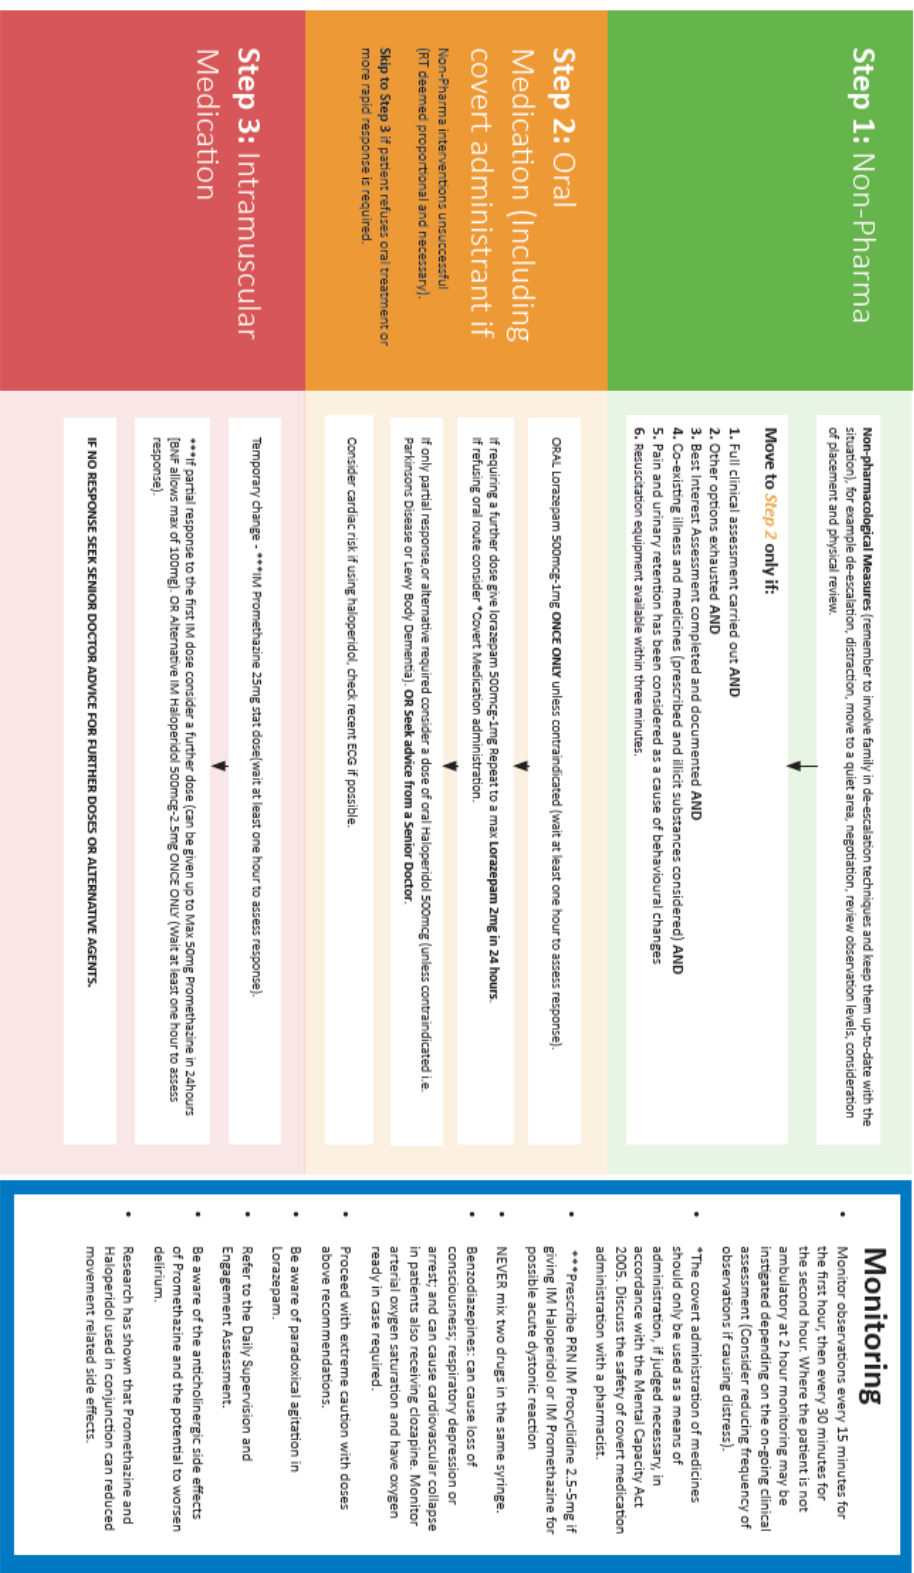 Step 1: Non-Pharma
Non-pharmacological Measures (remember to involve family in de-escalation techniques and keep them up-to-date with the
situation), for example de-escalation, distraction, move to a quiet area, negotiation, review observation levels, consideration
of placement and physical review.
Move to Step 2 only if:
1. Full clinical assessment carried out AND
2. Other options exhausted AND
3. Best Interest Assessment completed and documented AND
4. Co-existing illness and medicines (prescribed and illicit substances considered) AND
5. Pain and urinary retention has been considered as a cause of behavioural changes
6. Resuscitation equipment available within three minutes.
Step 2: Oral
Medication (Including
covert administrant if
Non-Pharma interventions unsuccessful
(RT deemed proportional and necessary).
Skip to Step 3 if patient refuses oral treatment or
more rapid response is required.
ORAL Lorazepam 500mcg-1mg ONCE ONLY unless contraindicated (wait at least one hour to assess response).
If requiring a further dose give lorazepam 500mcg-1mg Repeat to a max Lorazepam 2mg in 24 hours.
If refusing oral route consider *Covert Medication administration.
If only partial response,or alternative required consider a dose of oral Haloperidol 500mcg (unless contraindicated i.e.
Parkinsons Disease or Lewy Body Dementia). OR Seek advice from a Senior Doctor.
Consider cardiac risk if using haloperidol, check recent ECG if possible.
Step 3: Intramuscular
Medication
Temporary change - ***IM Promethazine 25mg stat dose(wait at least one hour to assess response).
***If partial response to the first IM dose consider a further dose (can be given up to Max 50mg Promethazine in 24hours
[BNF allows max of 100mg). OR Alternative IM Haloperidol 500mcg-2.5mg ONCE ONLY (Wait at least one hour to assess
response).
IF NO RESPONSE SEEK SENIOR DOCTOR ADVICE FOR FURTHER DOSES OR ALTERNATIVE AGENTS.
Monitoring
• Monitor observations every 15 minutes for
the first hour, then every 30 minutes for
the second hour. Where the patient is not
ambulatory at 2 hour monitoring may be
instigated depending on the on-going clinical
assessment (Consider reducing frequency of
observations if causing distress).
• *The covert administration of medicines
should only be used as a means of
administration, if judged necessary, in
accordance with the Mental Capacity Act
2005. Discuss the safety of covert medication
administration with a pharmacist.
• ***Prescribe PRN IM Procyclidine 2.5-5mg if
giving IM Haloperidol or IM Promethazine for
possible acute dystonic reaction
• NEVER mix two drugs in the same syringe.
• Benzodiazepines: can cause loss of
consciousness; respiratory depression or
arrest; and can cause cardiovascular collapse
in patients also receiving clozapine. Monitor
arterial oxygen saturation and have oxygen
ready in case required.
• Proceed with extreme caution with doses
above recommendations.
• Be aware of paradoxical agitation in
Lorazepam.
• Refer to the Daily Supervision and
Engagement Assessment.
• Be aware of the anticholinergic side effects
of Promethazine and the potential to worsen
delirium.
• Research has shown that Promethazine and
Haloperidol used in conjunction can reduced
movement related side effects.